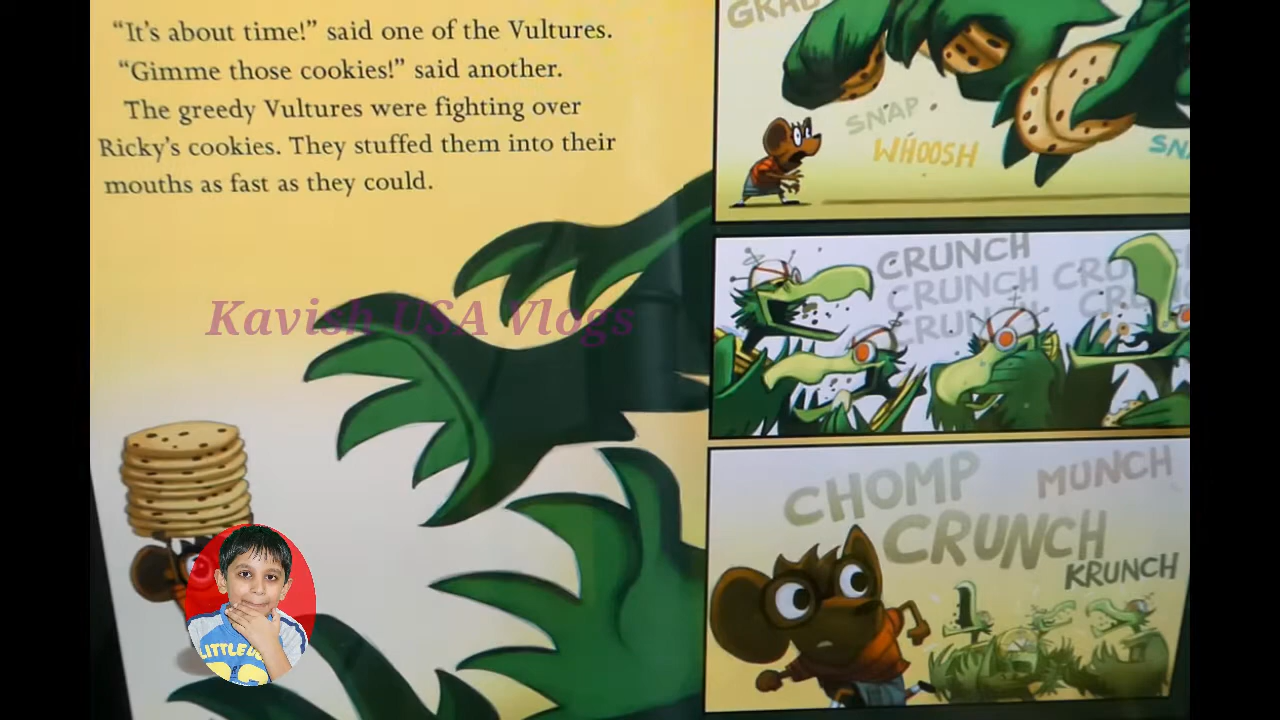 “It’s about time!” said one of the Vultures.
“Gimme those cookies!” said another.
The greedy Vultures were fighting over
Ricky’s cookies. They stuffed them into their
mouths as fast as they could.
Kavish USA Vlogs
SNAP
WHOOSH
CRUNCH
CRUNCH
CHOMP
MUNCH
CRUNCH
KRUNCH